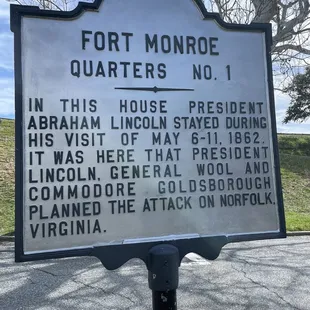 FORT MONROE
QUARTERS NO. 1
IN THIS HOUSE PRESIDENT
ABRAHAM LINCOLN STAYED DURING
HIS VISIT OF MAY 6-11, 1862.
IT WAS HERE THAT PRESIDENT
LINCOLN, GENERAL WOOL AND
COMMODORE GOLDSBOROUGH
PLANNED THE ATTACK ON NORFOLK,
VIRGINIA.